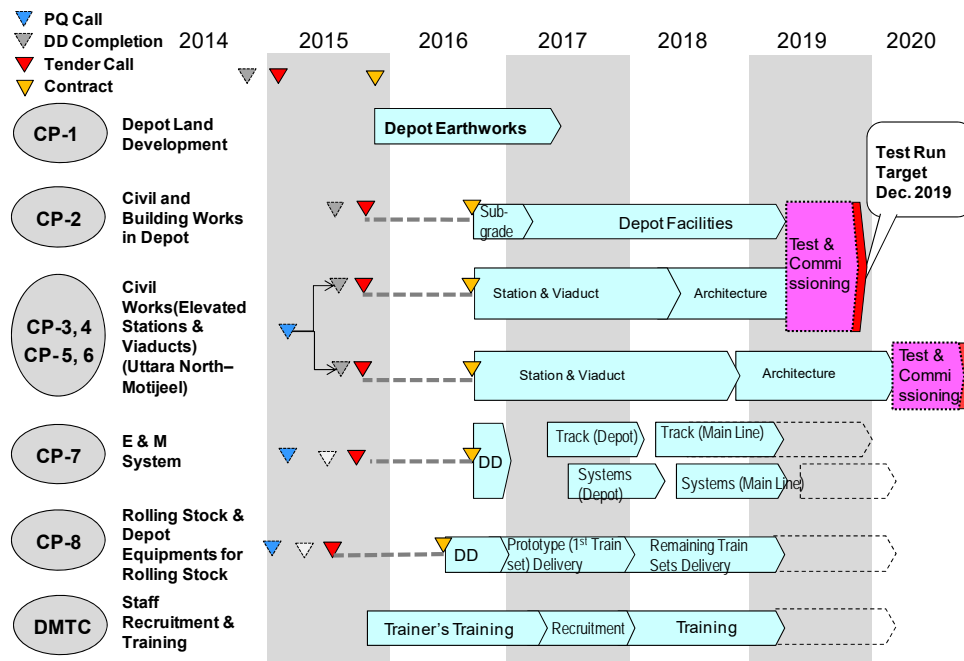 PQ Call
DD Completion
Tender Call
Contract
2014
2015
2016
2017
2018
2019
2020
CP-1
Depot Land
Development
Depot Earthworks
Test Run
Target
Dec. 2019
CP-2
Civil and
Building Works
in Depot
Sub-
grade
Depot Facilities
Test &
Commi
ssioning
CP-3, 4
CP- 5, 6
Civil
Works(Elevated
Stations &
Viaducts)
(Uttara North–
Motijeel)
Station & Viaduct
Architecture
Station & Viaduct
Architecture
Test &
Commi
ssioning
CP-7
E & M
System
DD
Track (Depot)
Track (Main Line)
Systems
(Depot)
Systems (Main Line)
CP-8
Rolling Stock &
Depot
Equipments for
Rolling Stock
DD
Prototype (1st Train
set) Delivery
Remaining Train
Sets Delivery
DMTC
Staff
Recruitment &
Training
Trainer's Training
Recruitment
Training